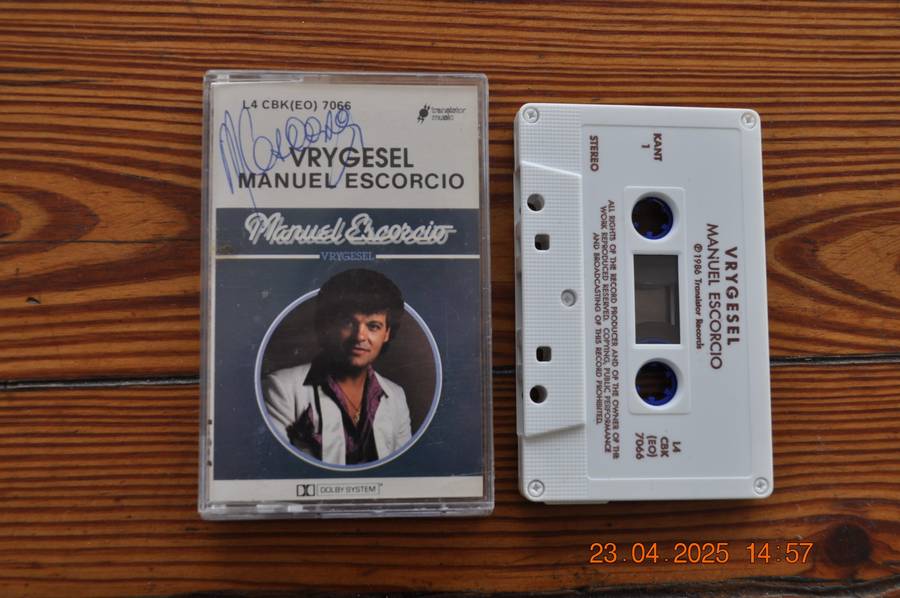 L4 CBK(EO) 7066
transistor
music
VRYGESEL
MANUEL ESCORCIO
Manuel Escorcio
VRYGESEL
DOLBY SYSTEM
KANT
1
STEREO
VRYGESEL
MANUEL ESCORCIO
℗1986 Transistor Records
ALL RIGHTS OF THE RECORD PRODUCER AND OF THE OWNER OF THE
WORK REPRODUCED RESERVED. COPYING, PUBLIC PERFORMANCE
AND BROADCASTING OF THIS RECORD PROHIBITED.
L4
CBK
(EO)
7066
23.04.2025 14:57